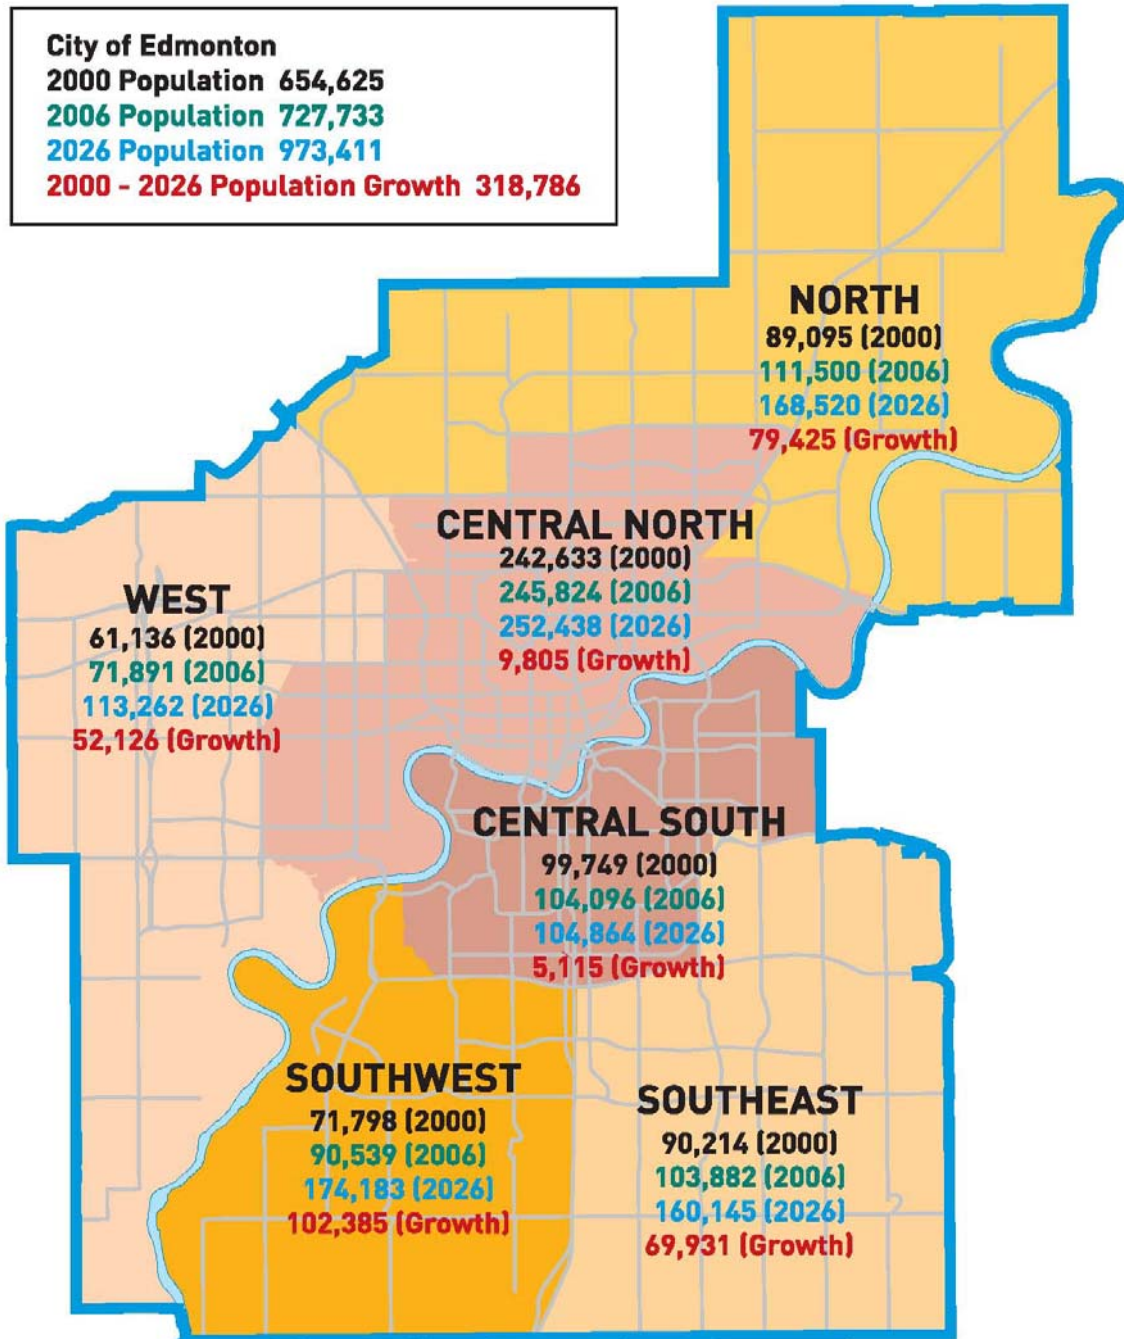 City of Edmonton
2000 Population 654,625
2006 Population 727,733
2026 Population 973,411
2000 - 2026 Population Growth 318,786
NORTH
89,095 (2000)
111,500 (2006)
168,520 (2026)
79,425 (Growth)
CENTRAL NORTH
242,633 (2000)
245,824 (2006)
252,438 (2026)
9,805 (Growth)
WEST
61,136 (2000)
71,891 (2006)
113,262 (2026)
52,126 (Growth)
CENTRAL SOUTH
99,749 (2000)
104,096 (2006)
104,864 (2026)
5,115 (Growth)
SOUTHWEST
71,798 (2000)
90,539 (2006)
174,183 (2026)
102,385 (Growth)
SOUTHEAST
90,214 (2000)
103,882 (2006)
160,145 (2026)
69,931 (Growth)